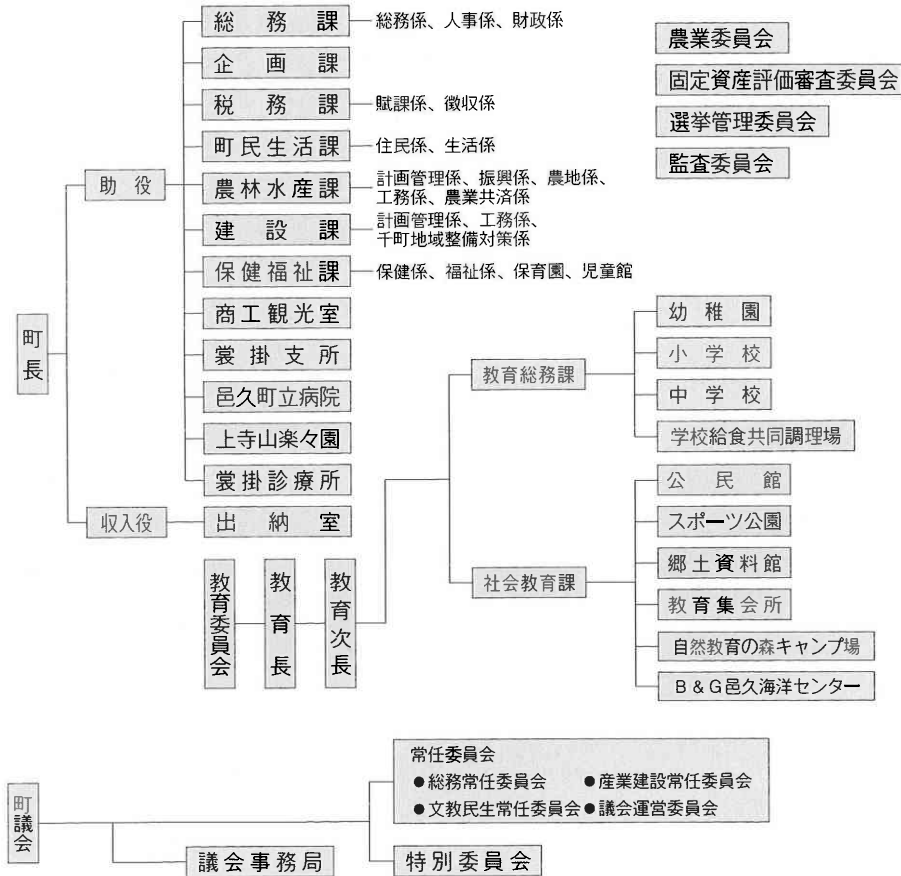 町長
助役
総務課
総務係、人事係、財政係
企画課
税務課
賦課係、徴収係
町民生活課
住民係、生活係
農林水産課
計画管理係、振興係、農地係、
工務係、農業共済係
建設課
計画管理係、工務係、
千町地域整備対策係
保健福祉課
保健係、福祉係、保育園、児童館
商工観光室
裳掛支所
邑久町立病院
上寺山楽々園
裳掛診療所
収入役
出納室
農業委員会
固定資産評価審査委員会
選挙管理委員会
監査委員会
教育委員会
教育長
教育次長
教育総務課
幼稚園
小学校
中学校
学校給食共同調理場
社会教育課
公民館
スポーツ公園
郷土資料館
教育集会所
自然教育の森キャンプ場
B&G邑久海洋センター
町議会
議会事務局
常任委員会
●総務常任委員会 ●産業建設常任委員会
●文教民生常任委員会 ●議会運営委員会
特別委員会